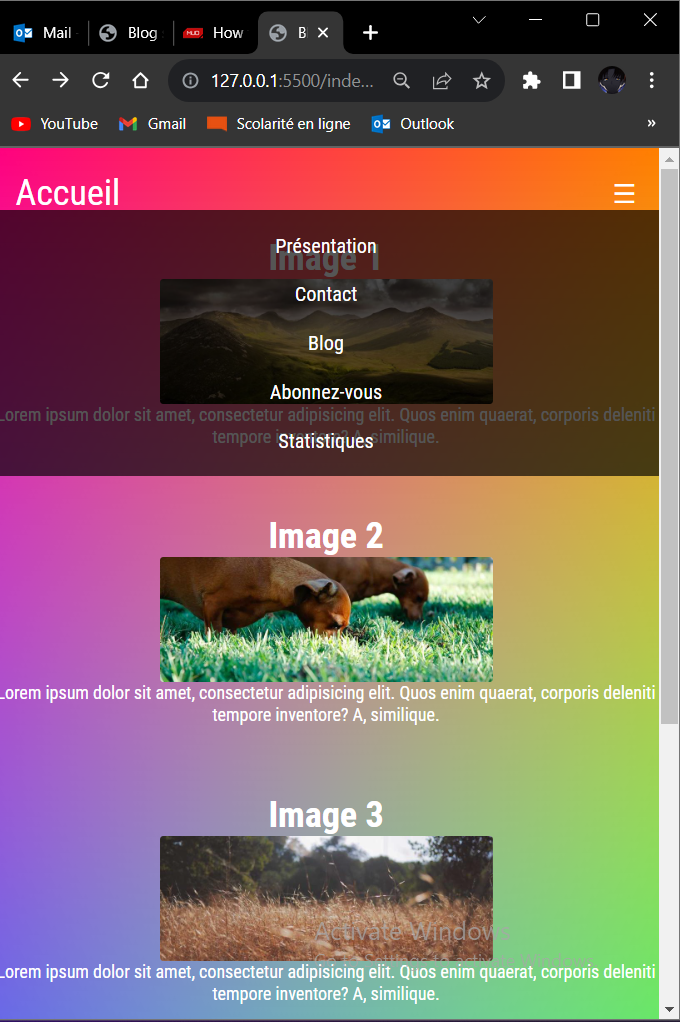 Mail
Blog
How
B
127.0.0.1:5500/inde...
YouTube
Gmail
Scolarité en ligne
Outlook
»
Accueil
☰
Présentation
Image 1
Contact
Blog
Abonnez-vous
Lorem ipsum dolor sit amet, consectetur adipisicing elit. Quos enim quaerat, corporis deleniti
tempore inventore? A, similique.
Statistiques
Image 2
Lorem ipsum dolor sit amet, consectetur adipisicing elit. Quos enim quaerat, corporis deleniti
tempore inventore? A, similique.
Image 3
Activate Windows
Go to Settings to activate Windows.
Lorem ipsum dolor sit amet, consectetur adipisicing elit. Quos enim quaerat, corporis deleniti
tempore inventore? A, similique.